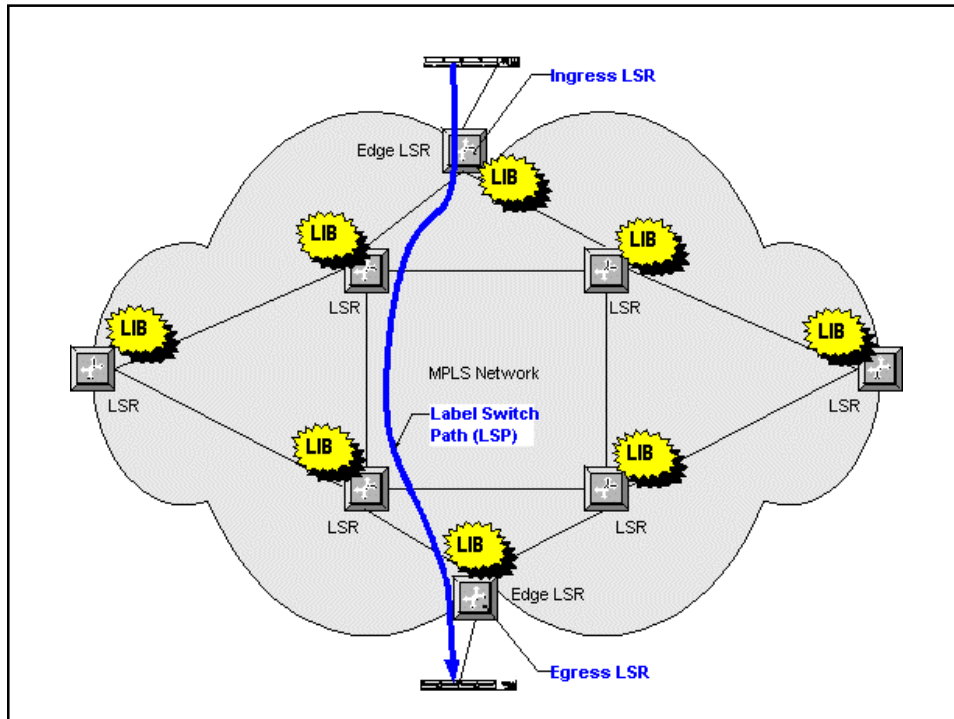 Ingress LSR
Edge LSR
LIB
LIB
LIB
LSR
LSR
LIB
LIB
MPLS Network
LSR
LSR
Label Switch
Path (LSP)
LIB
LIB
LSR
LSR
LIB
Edge LSR
Egress LSR